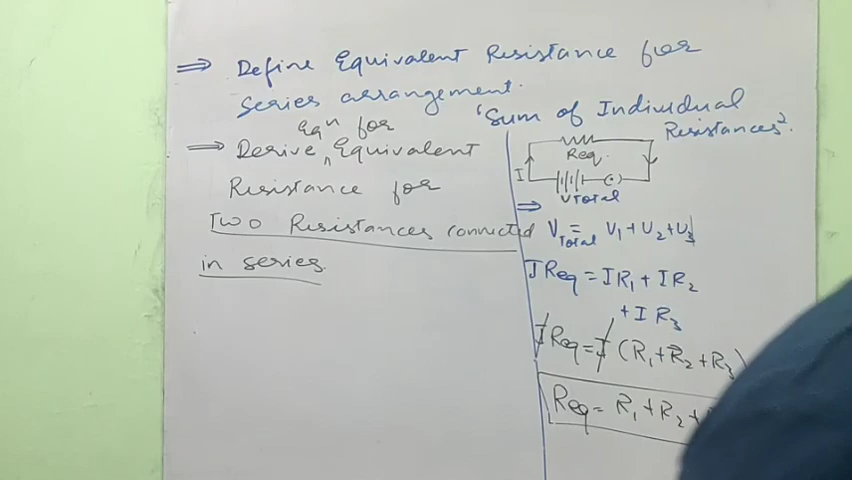 ⇒ Define Equivalent Resistance for
series arrangement.
'Sum of Individual
Resistances'.
⇒ Derive Eqⁿ for Equivalent
Resistance for
Two Resistances connected
in series.
Req.
I
VTotal
⇒ VTotal = V1 + V2 + V3
IReq = IR1 + IR2
+ I R3
IReq = I (R1+R2+R3)
Req = R1+R2+